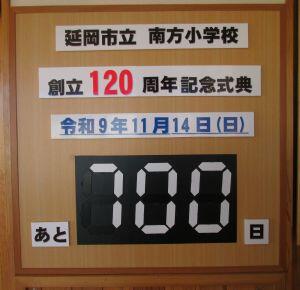 延岡市立 南方小学校
創立120周年記念式典
令和9年11月14日(日)
あと 700 日